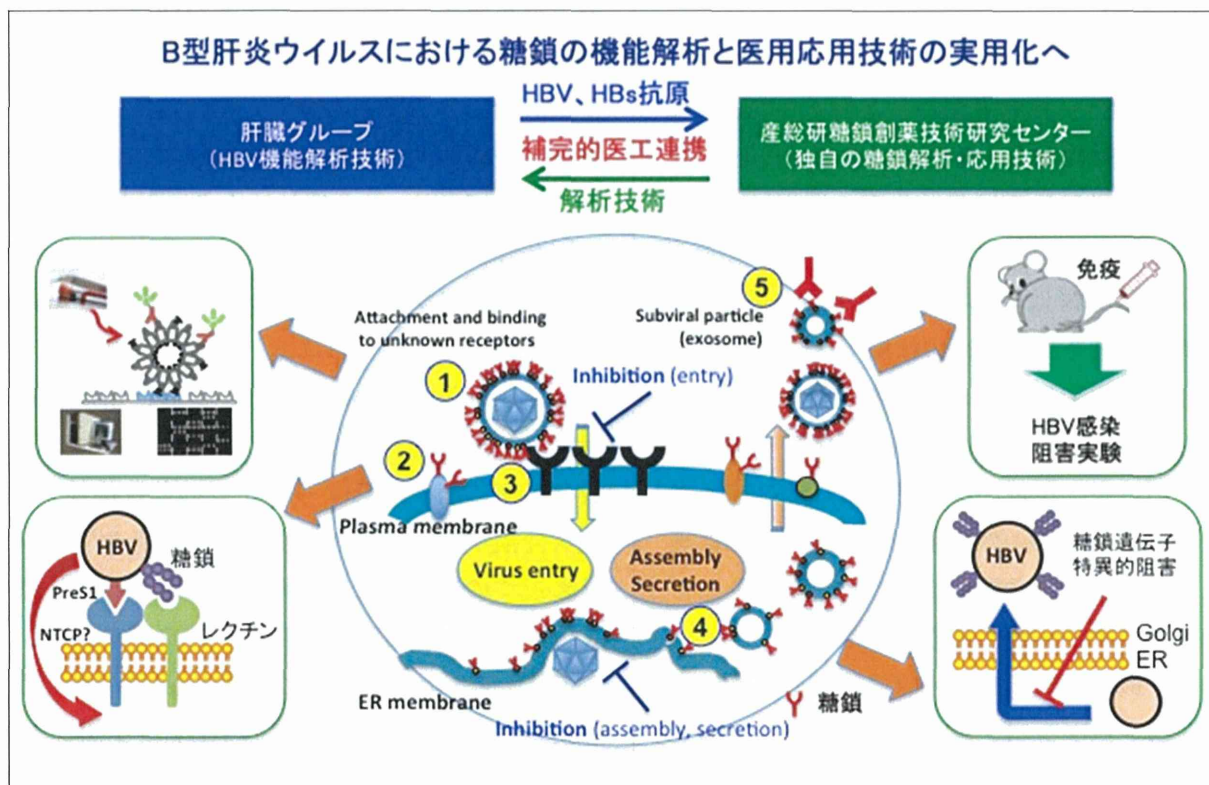 B型肝炎ウイルスにおける糖鎖の機能解析と医用応用技術の実用化へ
肝臓グループ
（HBV機能解析技術）
HBV、HBs抗原
補完的医工連携
解析技術
産総研糖鎖創薬技術研究センター
（独自の糖鎖解析・応用技術）
Attachment and binding
to unknown receptors
1
2
3
Inhibition (entry)
5
Subviral particle
(exosome)
Plasma membrane
Virus entry
Assembly
Secretion
4
ER membrane
Inhibition (assembly, secretion)
糖鎖
免疫
HBV感染
阻害実験
HBV
糖鎖
PreS1
NTCP?
レクチン
HBV
糖鎖遺伝子
特異的阻害
Golgi
ER